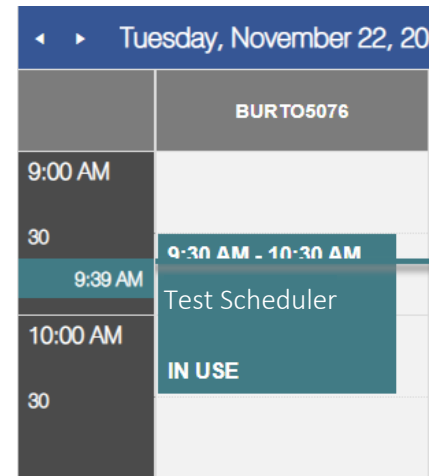 Tuesday, November 22, 20
BURTO5076
9:00 AM
30
9:30 AM - 10:30 AM
9:39 AM
Test Scheduler
10:00 AM
IN USE
30